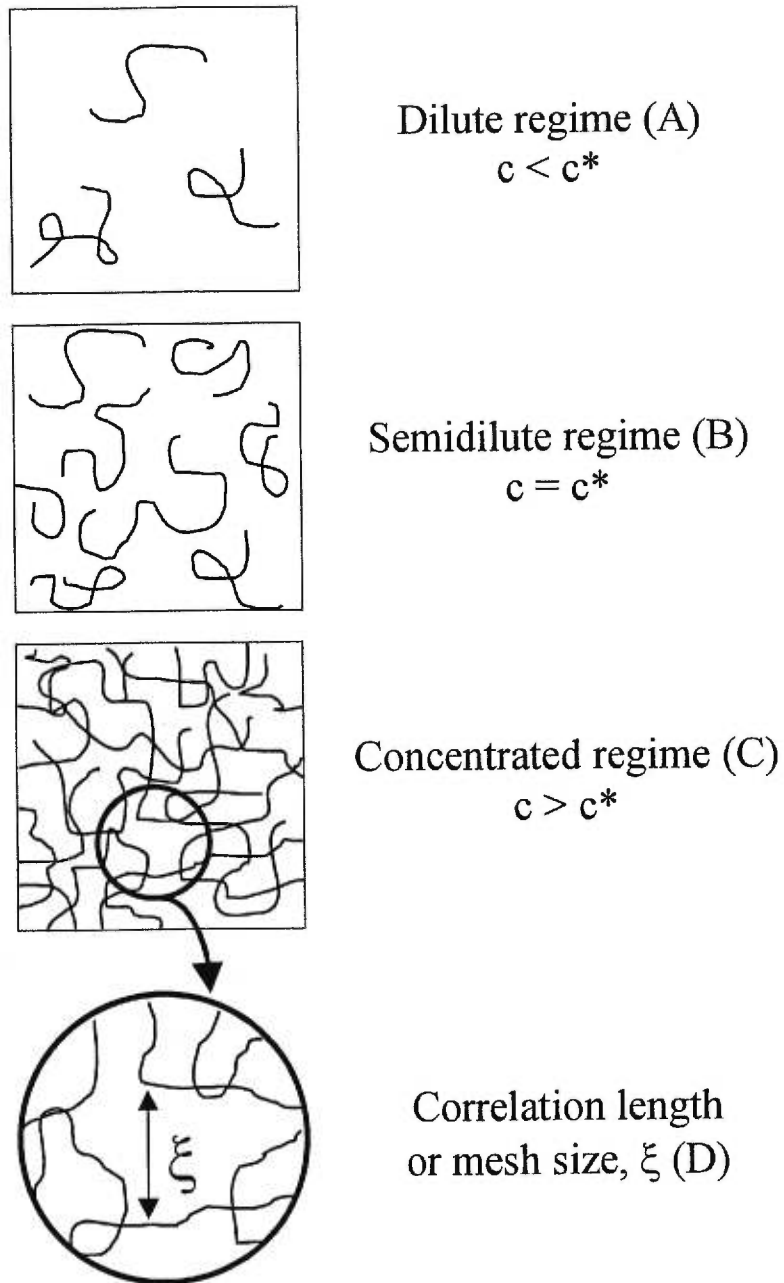 Dilute regime (A)
c < c*
Semidilute regime (B)
c = c*
Concentrated regime (C)
c > c*
ξ
Correlation length
or mesh size, ξ (D)